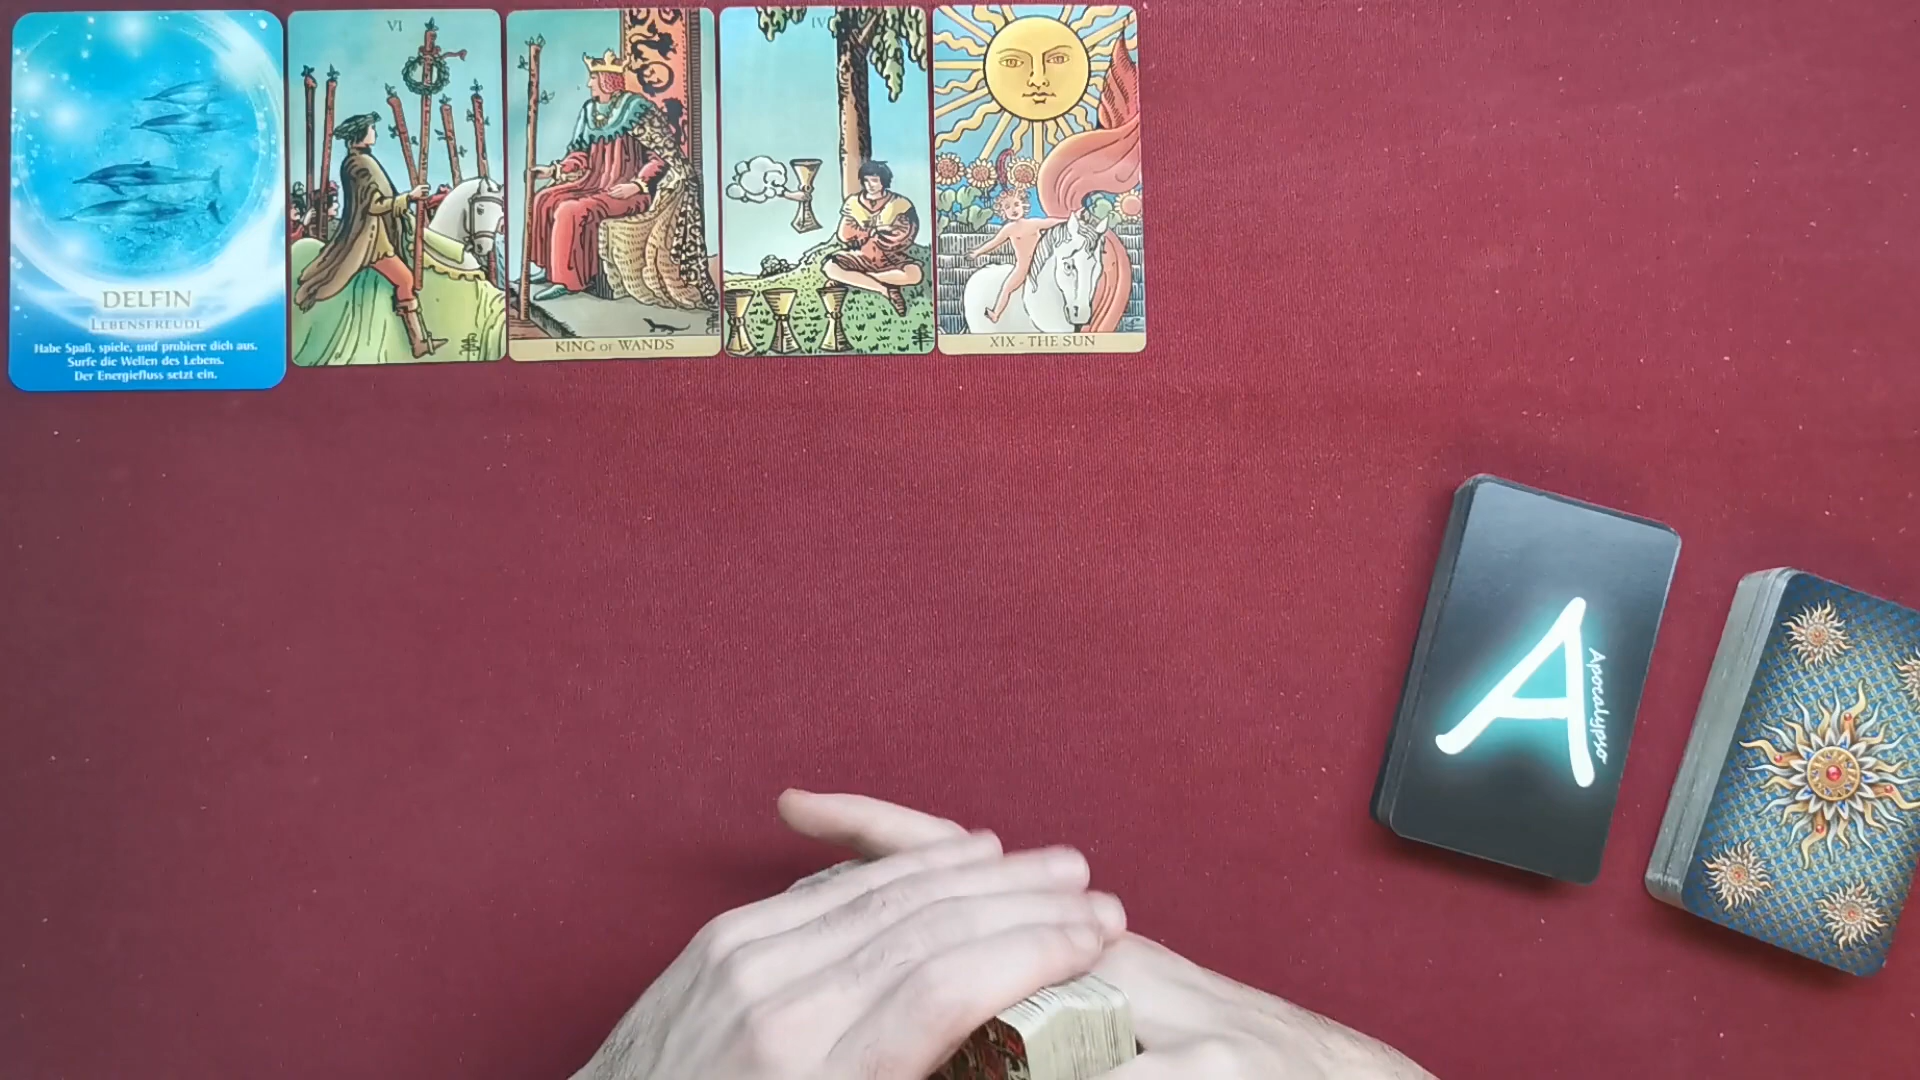 DELFIN
LEBENSFREUDE
Habe Spaß, spiele, und probiere dich aus.
Surfe die Wellen des Lebens.
Der Energiefluss setzt ein.
VI
KING OF WANDS
IV
XIX - THE SUN
A
Apocalypso